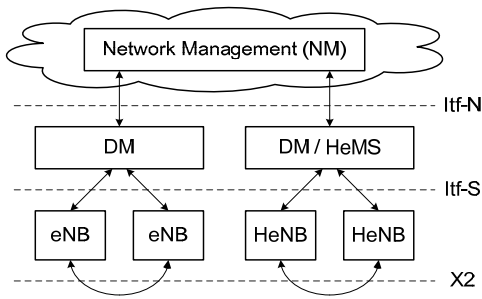 Network Management (NM)
Itf-N
DM
DM / HeMS
Itf-S
eNB
eNB
HeNB
HeNB
X2